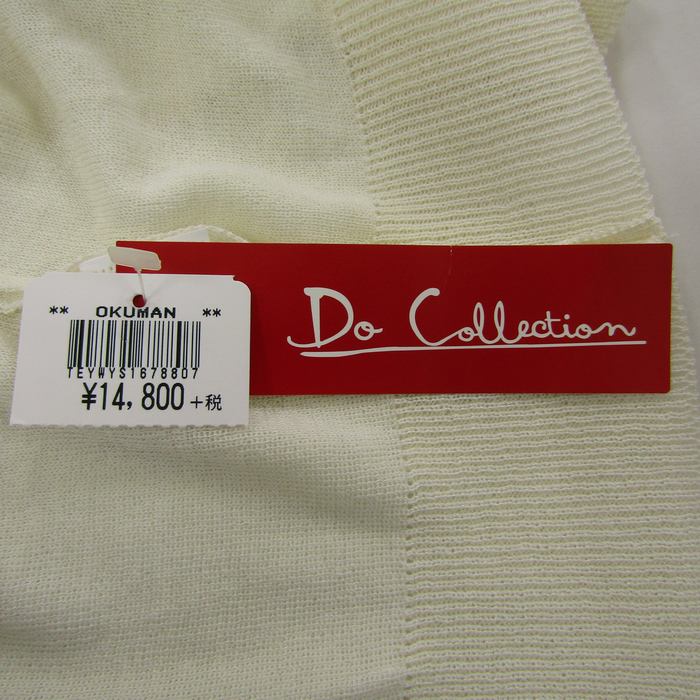 ** OKUMAN **
TEYWYS1678807
¥14,800+税
Do Collection